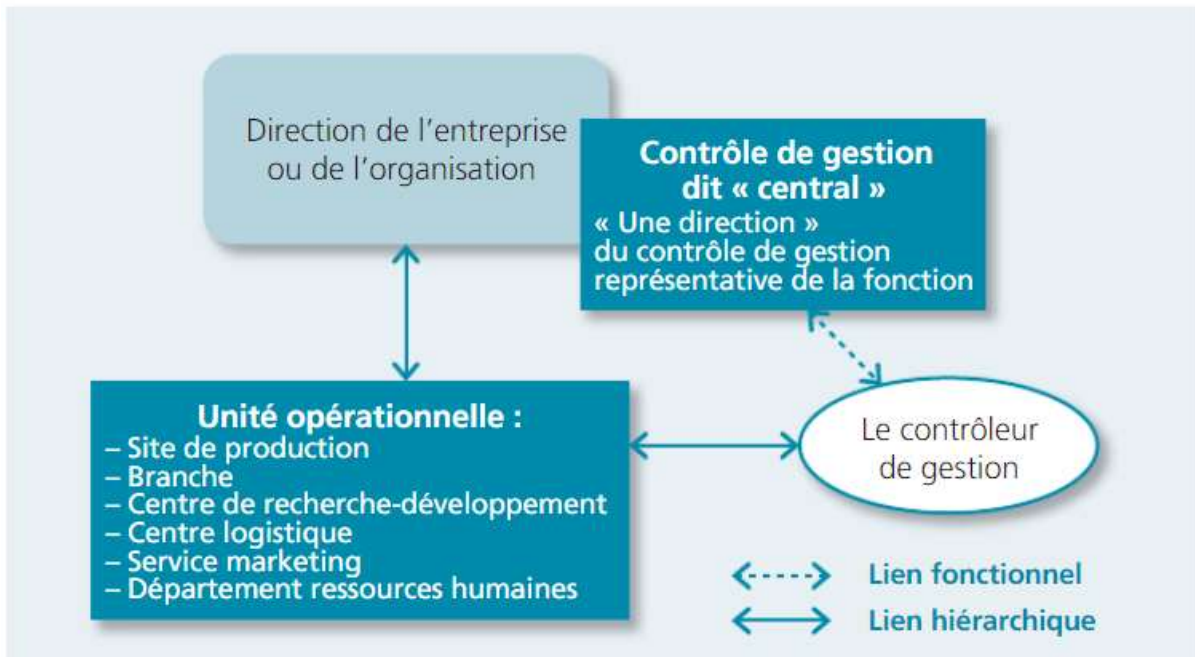 Direction de l'entreprise
ou de l'organisation
Contrôle de gestion
dit « central »
« Une direction »
du contrôle de gestion
représentative de la fonction
Unité opérationnelle :
– Site de production
– Branche
– Centre de recherche-développement
– Centre logistique
– Service marketing
– Département ressources humaines
Le contrôleur
de gestion
Lien fonctionnel
Lien hiérarchique